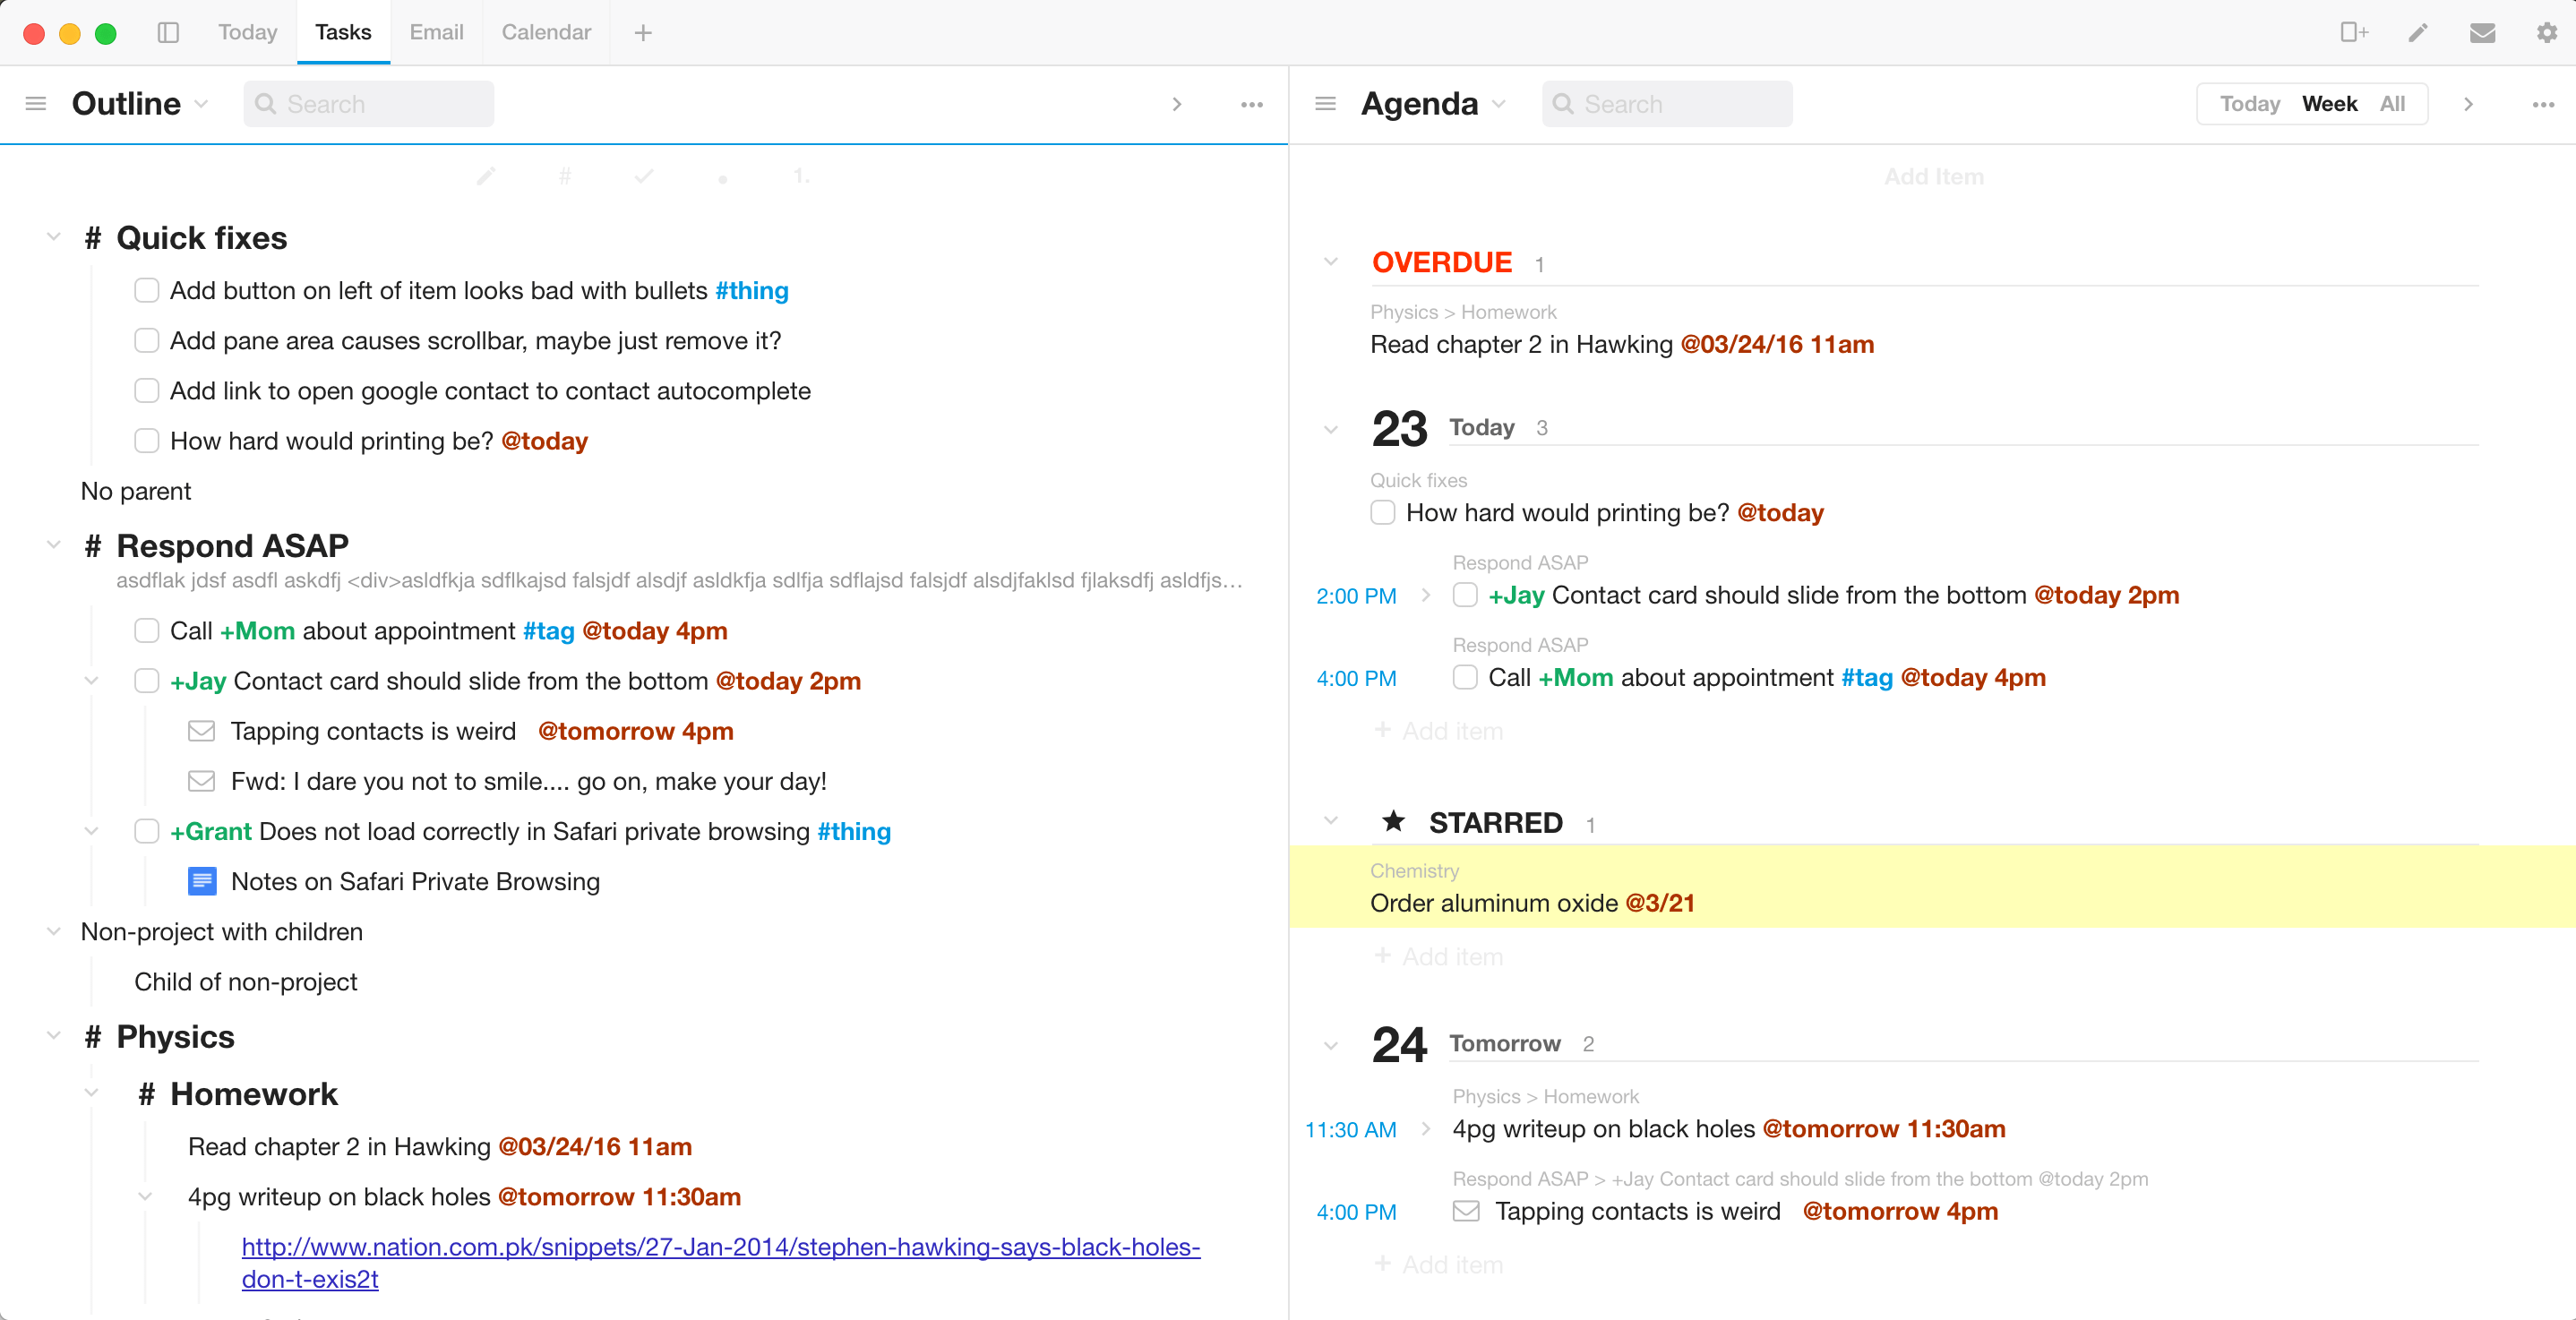 Today Tasks Email Calendar +
Outline Search
# 1.
# Quick fixes
Add button on left of item looks bad with bullets #thing
Add pane area causes scrollbar, maybe just remove it?
Add link to open google contact to contact autocomplete
How hard would printing be? @today
No parent
# Respond ASAP
asdflak jdsf asdfl askdfj <div>asldfkja sdflkajsd falsjdf alsdjf asldkfja sdlfja sdflajsd falsjdf alsdjfaklsd fjlaksdfj asldfjs…
Call +Mom about appointment #tag @today 4pm
+Jay Contact card should slide from the bottom @today 2pm
Tapping contacts is weird @tomorrow 4pm
Fwd: I dare you not to smile.... go on, make your day!
+Grant Does not load correctly in Safari private browsing #thing
Notes on Safari Private Browsing
Non-project with children
Child of non-project
# Physics
# Homework
Read chapter 2 in Hawking @03/24/16 11am
4pg writeup on black holes @tomorrow 11:30am
http://www.nation.com.pk/snippets/27-Jan-2014/stephen-hawking-says-black-holes-
don-t-exis2t
Agenda Search Today Week All
Add Item
OVERDUE 1
Physics > Homework
Read chapter 2 in Hawking @03/24/16 11am
23 Today 3
Quick fixes
How hard would printing be? @today
Respond ASAP
2:00 PM +Jay Contact card should slide from the bottom @today 2pm
Respond ASAP
4:00 PM Call +Mom about appointment #tag @today 4pm
+ Add item
★ STARRED 1
Chemistry
Order aluminum oxide @3/21
+ Add item
24 Tomorrow 2
Physics > Homework
11:30 AM 4pg writeup on black holes @tomorrow 11:30am
Respond ASAP > +Jay Contact card should slide from the bottom @today 2pm
4:00 PM Tapping contacts is weird @tomorrow 4pm
+ Add item